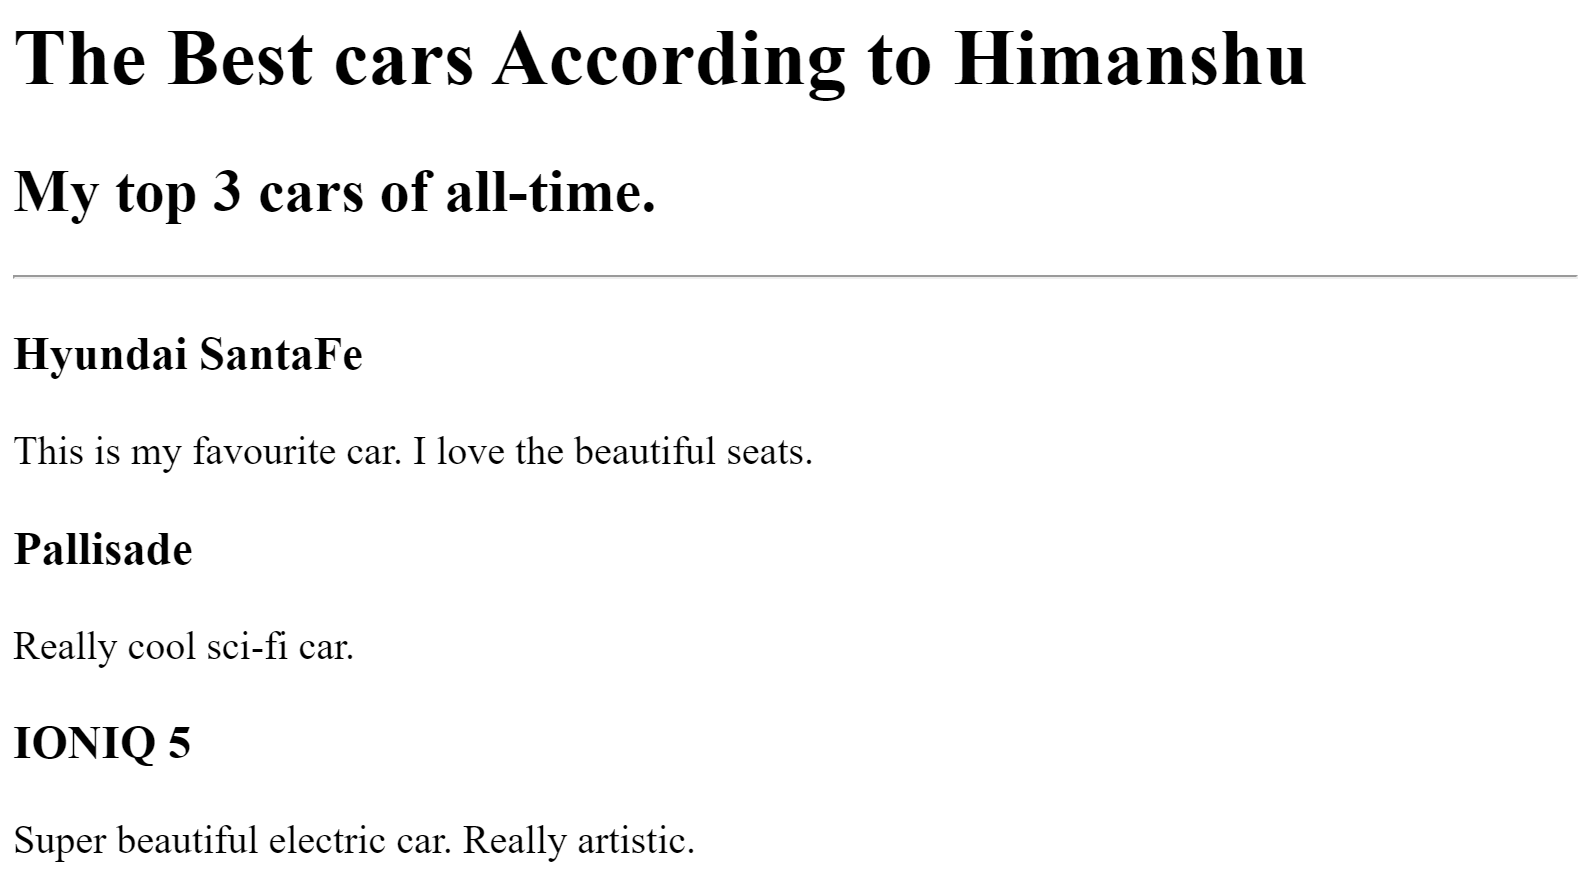 The Best cars According to Himanshu
My top 3 cars of all-time.
Hyundai SantaFe
This is my favourite car. I love the beautiful seats.
Pallisade
Really cool sci-fi car.
IONIQ 5
Super beautiful electric car. Really artistic.